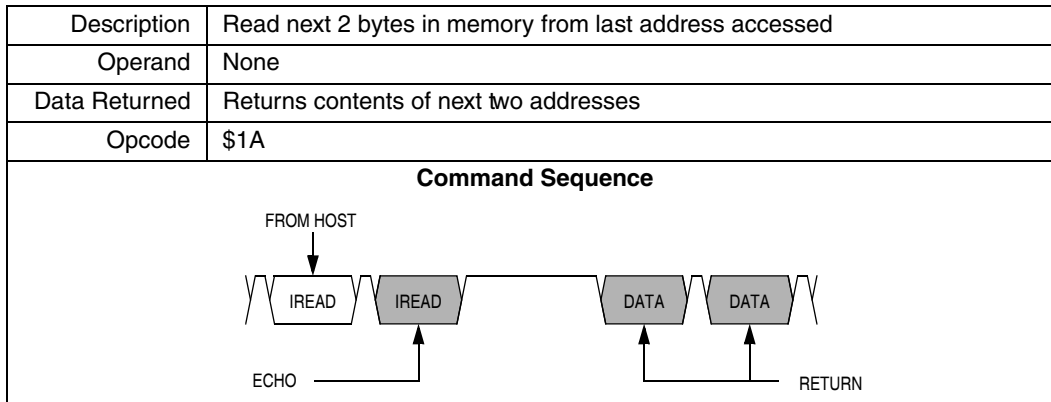 Description Read next 2 bytes in memory from last address accessed
Operand None
Data Returned Returns contents of next two addresses
Opcode $1A
Command Sequence
FROM HOST
IREAD IREAD DATA DATA
ECHO RETURN